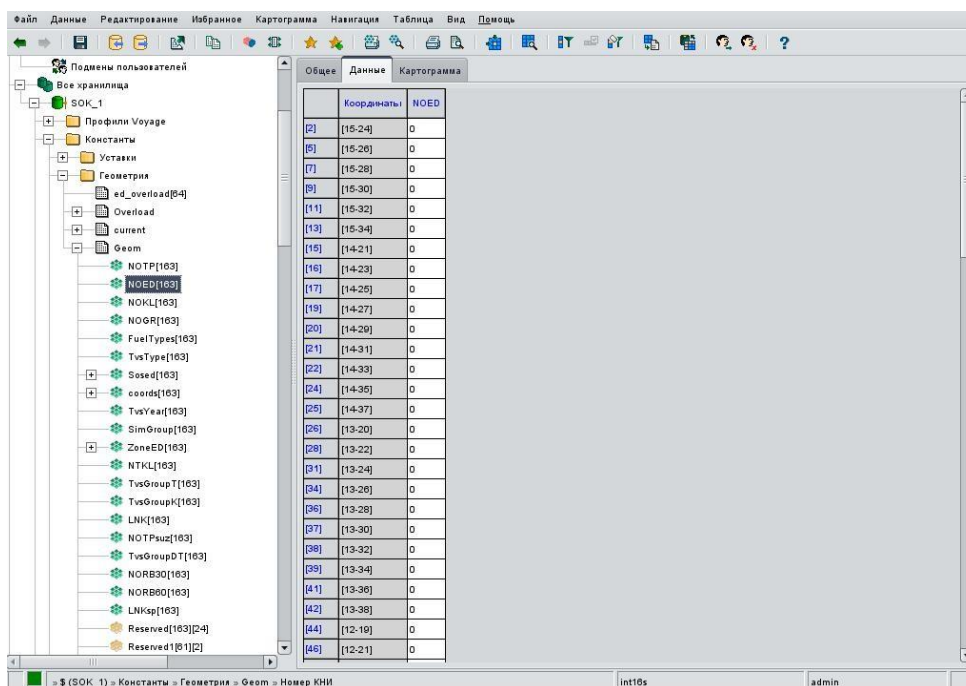 Файл Данные Редактирование Избранное Картограмма Навигация Таблица Вид Помощь
Подмены пользователей
Все хранилища
SOK_1
Профили Voyage
Константы
Уставки
Геометрия
ed_overload[64]
Overload
current
Geom
NOTP[163]
NOED[163]
NOKL[163]
NOGR[163]
FuelTypes[163]
TvsType[163]
Sosed[163]
coords[163]
TvsYear[163]
SimGroup[163]
ZoneED[163]
NTKL[163]
TvsGroupT[163]
TvsGroupK[163]
LNK[163]
NOTPsuz[163]
TvsGroupDT[163]
NORB30[163]
NORB60[163]
LNKsp[163]
Reserved[163][24]
Reserved1[61][2]
Общее Данные Картограмма
Координаты NOED
[2] [15-24] 0
[5] [15-26] 0
[7] [15-28] 0
[9] [15-30] 0
[11] [15-32] 0
[13] [15-34] 0
[15] [14-21] 0
[16] [14-23] 0
[17] [14-25] 0
[19] [14-27] 0
[20] [14-29] 0
[21] [14-31] 0
[22] [14-33] 0
[24] [14-35] 0
[25] [14-37] 0
[26] [13-20] 0
[28] [13-22] 0
[31] [13-24] 0
[34] [13-26] 0
[36] [13-28] 0
[37] [13-30] 0
[38] [13-32] 0
[39] [13-34] 0
[41] [13-36] 0
[42] [13-38] 0
[44] [12-19] 0
[46] [12-21] 0
» $ (SOK_1) » Константы » Геометрия » Geom » Номер КНИ int16s admin